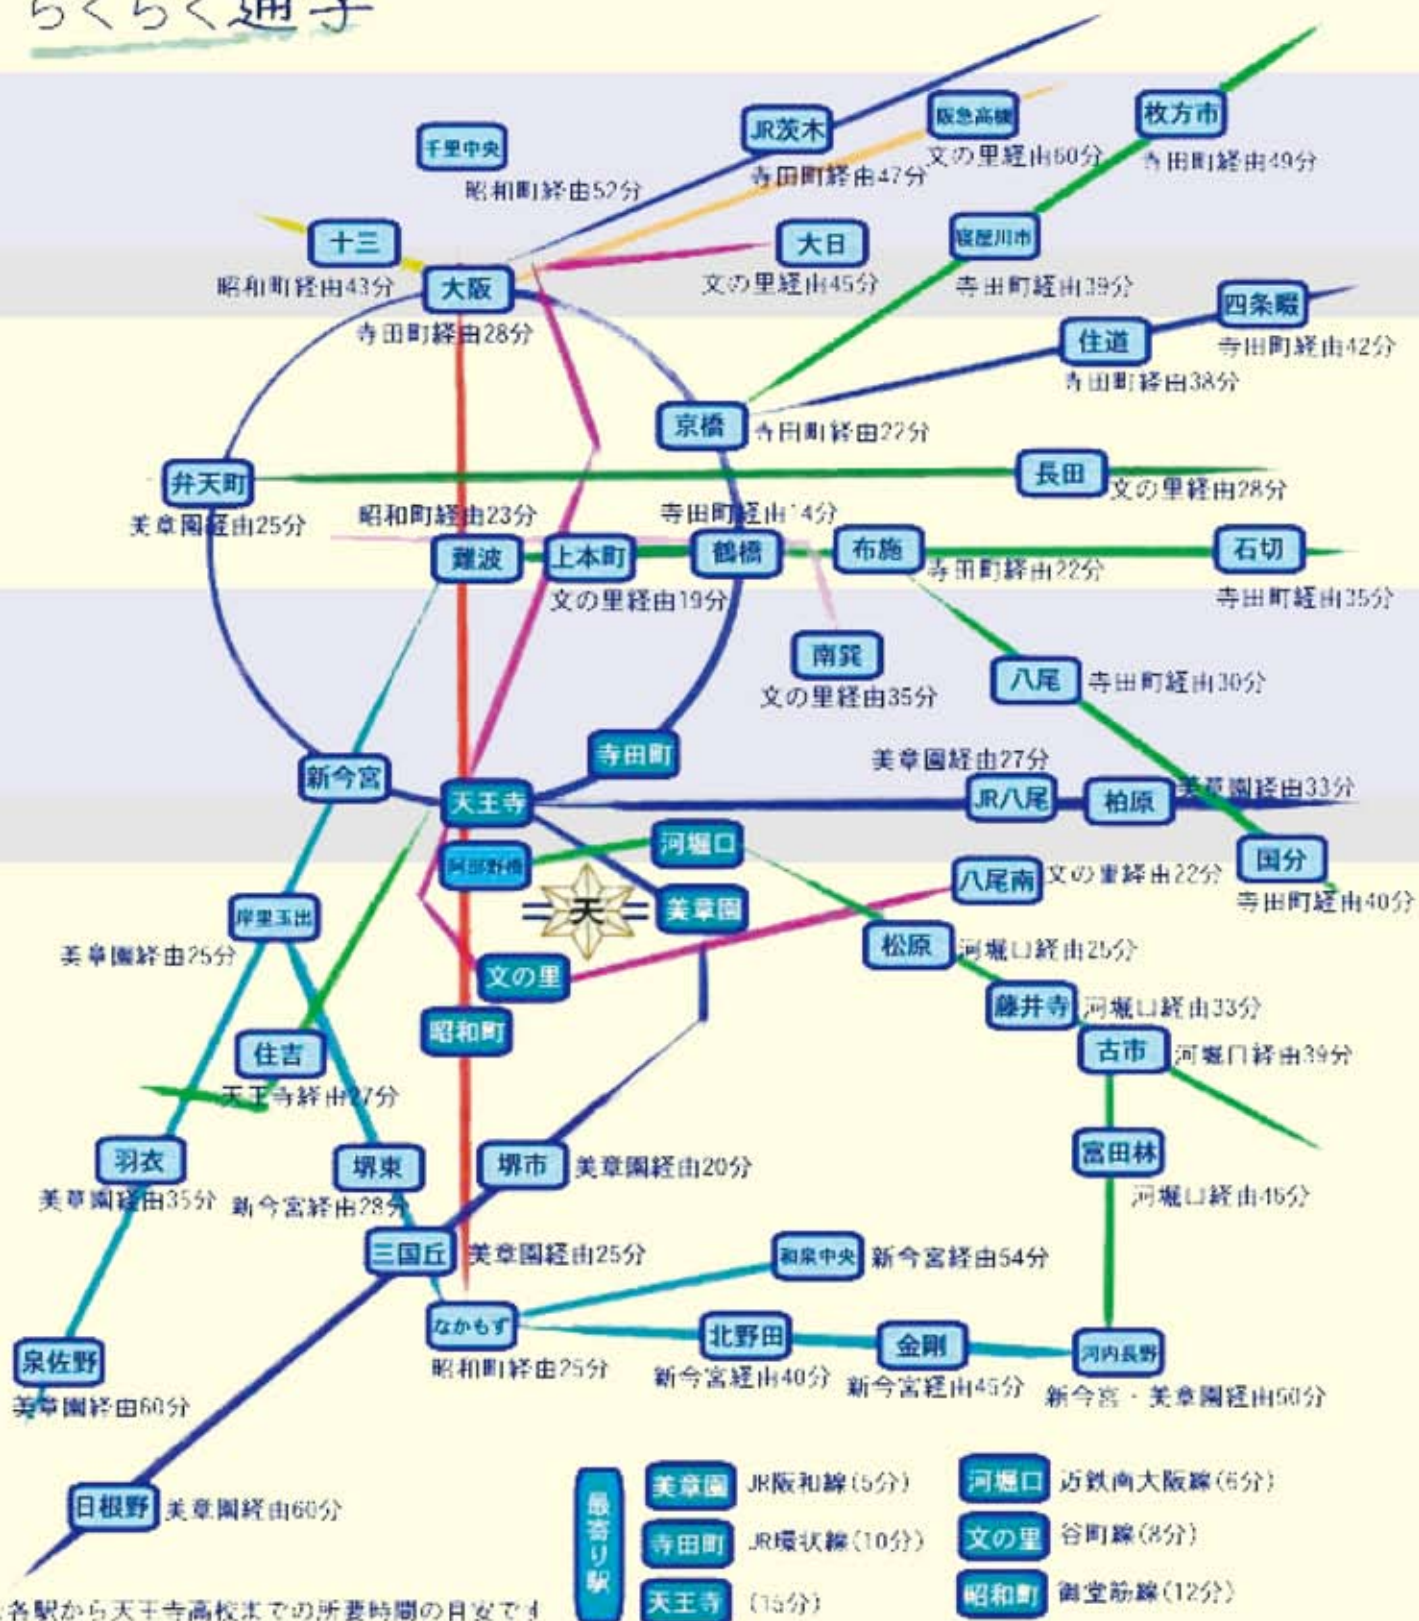 らくらく通学
千里中央
昭和町経由52分
JR茨木
寺田町経由47分
阪急高槻
文の里経由60分
枚方市
寺田町経由49分
十三
昭和町経由43分
大阪
寺田町経由28分
大日
文の里経由45分
寝屋川市
寺田町経由39分
四条畷
寺田町経由42分
住道
寺田町経由38分
京橋
寺田町経由22分
弁天町
美章園経由25分
長田
文の里経由28分
昭和町経由23分
難波
上本町
文の里経由19分
寺田町経由14分
鶴橋
布施
寺田町経由22分
石切
寺田町経由35分
南巽
文の里経由35分
八尾
寺田町経由30分
新今宮
天王寺
寺田町
美章園経由27分
JR八尾
柏原
美章園経由33分
国分
寺田町経由40分
阿部野橋
河堀口
天
美章園
八尾南
文の里経由22分
岸里玉出
美章園経由25分
文の里
昭和町
松原
河堀口経由25分
藤井寺
河堀口経由33分
古市
河堀口経由39分
住吉
天王寺経由27分
羽衣
美章園経由35分
堺東
新今宮経由28分
堺市
美章園経由20分
富田林
河堀口経由46分
三国丘
美章園経由25分
和泉中央
新今宮経由54分
なかもず
昭和町経由25分
北野田
新今宮経由40分
金剛
新今宮経由45分
河内長野
新今宮・美章園経由50分
泉佐野
美章園経由60分
日根野
美章園経由60分
最寄り駅
美章園 JR阪和線(5分)
寺田町 JR環状線(10分)
天王寺 (15分)
河堀口 近鉄南大阪線(6分)
文の里 谷町線(8分)
昭和町 御堂筋線(12分)
各駅から天王寺高校までの所要時間の目安です